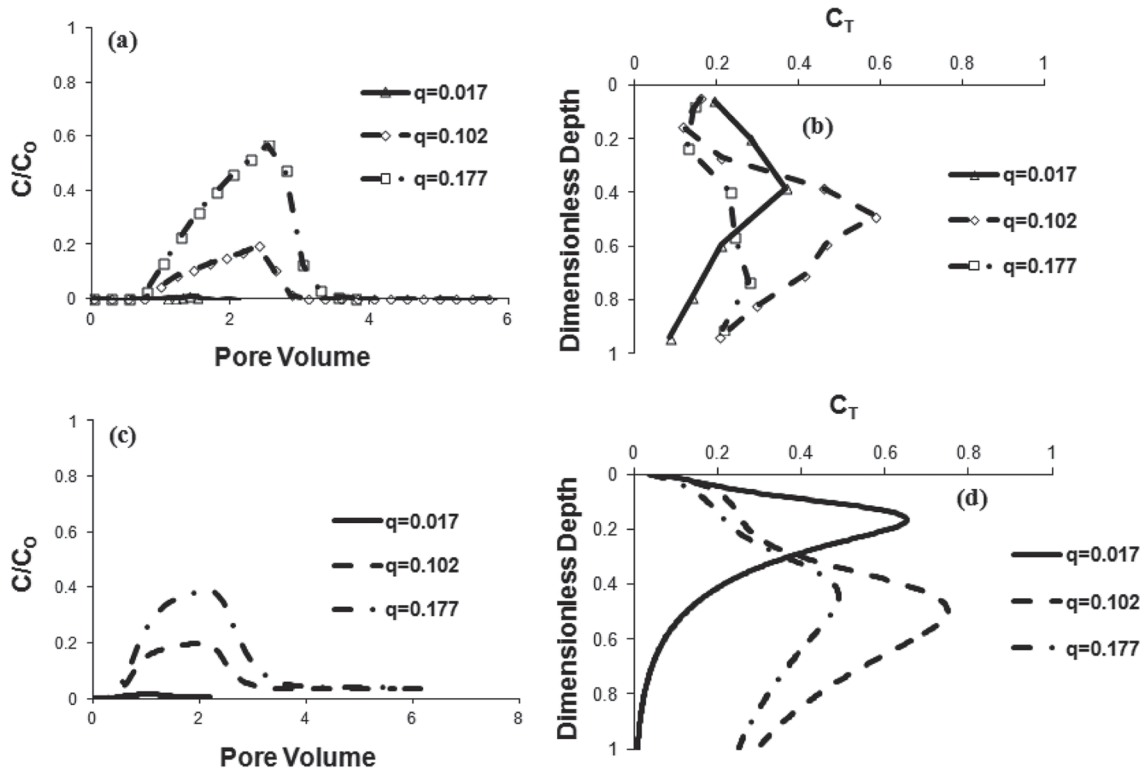 (a)
C/C₀
1
0.8
0.6
0.4
0.2
0
0 2 4 6
Pore Volume
q=0.017
q=0.102
q=0.177
C_T
0 0.2 0.4 0.6 0.8 1
(b)
Dimensionless Depth
0
0.2
0.4
0.6
0.8
1
q=0.017
q=0.102
q=0.177
(c)
C/C₀
1
0.8
0.6
0.4
0.2
0
0 2 4 6 8
Pore Volume
q=0.017
q=0.102
q=0.177
C_T
0 0.2 0.4 0.6 0.8 1
(d)
Dimensionless Depth
0
0.2
0.4
0.6
0.8
1
q=0.017
q=0.102
q=0.177